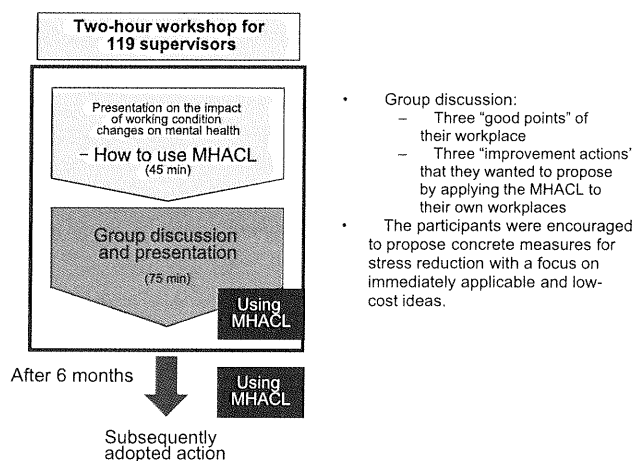 Two-hour workshop for
119 supervisors
Presentation on the impact
of working condition
changes on mental health
– How to use MHACL
(45 min)
Group discussion
and presentation
(75 min)
Using
MHACL
After 6 months
Using
MHACL
Subsequently
adopted action
• Group discussion:
– Three "good points" of
their workplace
– Three "improvement actions'
that they wanted to propose
by applying the MHACL to
their own workplaces
• The participants were encouraged
to propose concrete measures for
stress reduction with a focus on
immediately applicable and low-
cost ideas.